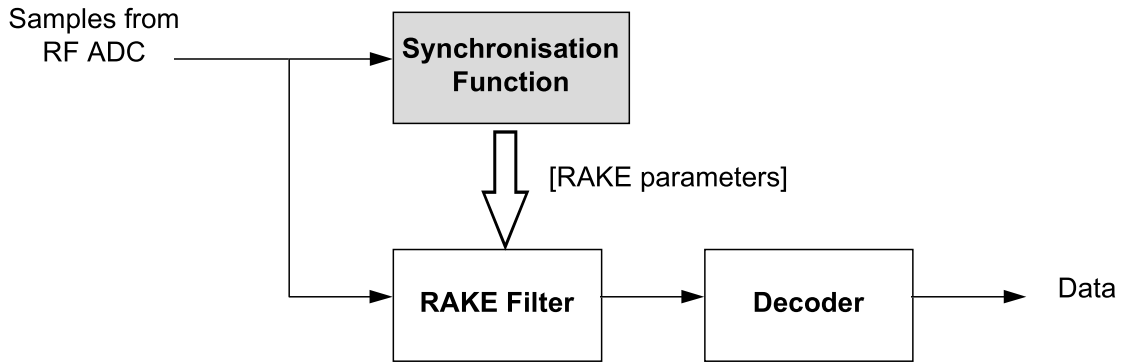 Samples from
RF ADC
Synchronisation
Function
[RAKE parameters]
RAKE Filter
Decoder
Data